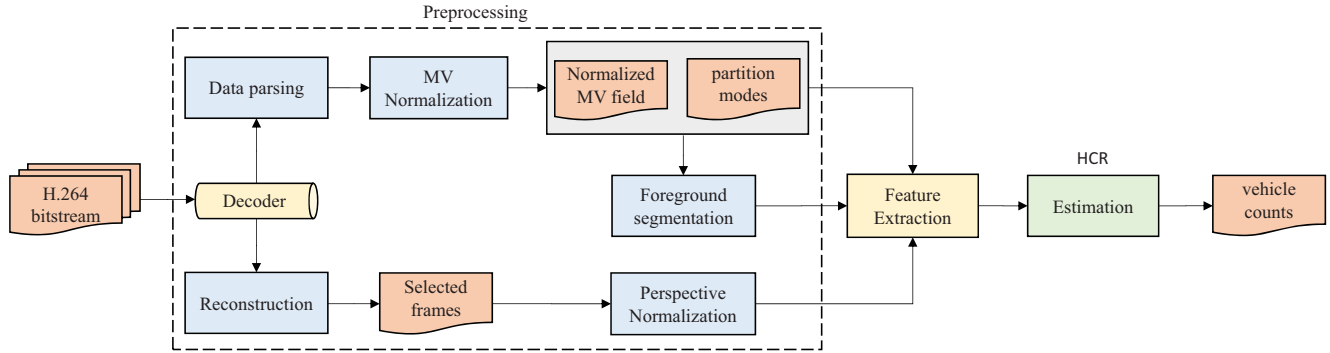 Preprocessing
Data parsing
MV
Normalization
Normalized
MV field
partition
modes
H.264
bitstream
Decoder
Foreground
segmentation
Feature
Extraction
HCR
Estimation
vehicle
counts
Reconstruction
Selected
frames
Perspective
Normalization